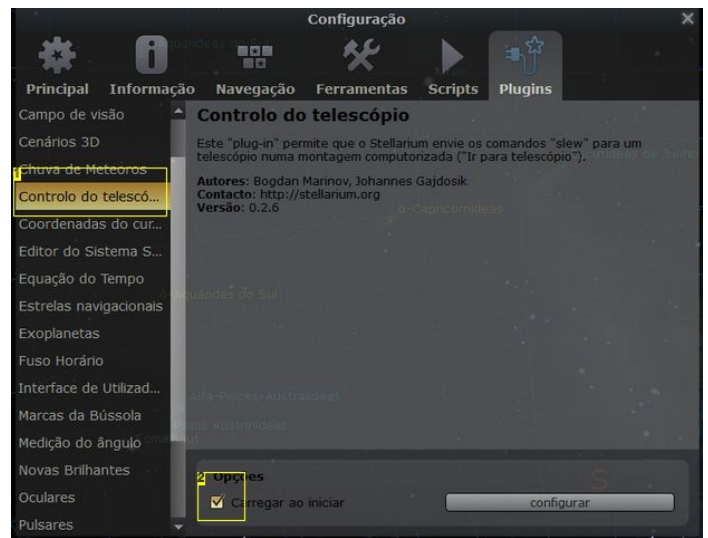 Configuração
Principal Informação Navegação Ferramentas Scripts Plugins
Campo de visão
Cenários 3D
Chuva de Meteoros
1
Controlo do telescó...
Coordenadas do cur...
Editor do Sistema S...
Equação do Tempo
Estrelas navigacionais
Exoplanetas
Fuso Horário
Interface de Utilizad...
Marcas da Bússola
Medição do ângulo
Novas Brilhantes
Oculares
Pulsares
Controlo do telescópio
Este "plug-in" permite que o Stellarium envie os comandos "slew" para um
telescópio numa montagem computorizada ("Ir para telescópio").
Autores: Bogdan Marinov, Johannes Gajdosik
Contacto: http://stellarium.org
Versão: 0.2.6
α-Capricornídeas
Aquáridas do Sul
Alfa-Pisces-Australídeas
2
Opções
S
Carregar ao iniciar
configurar